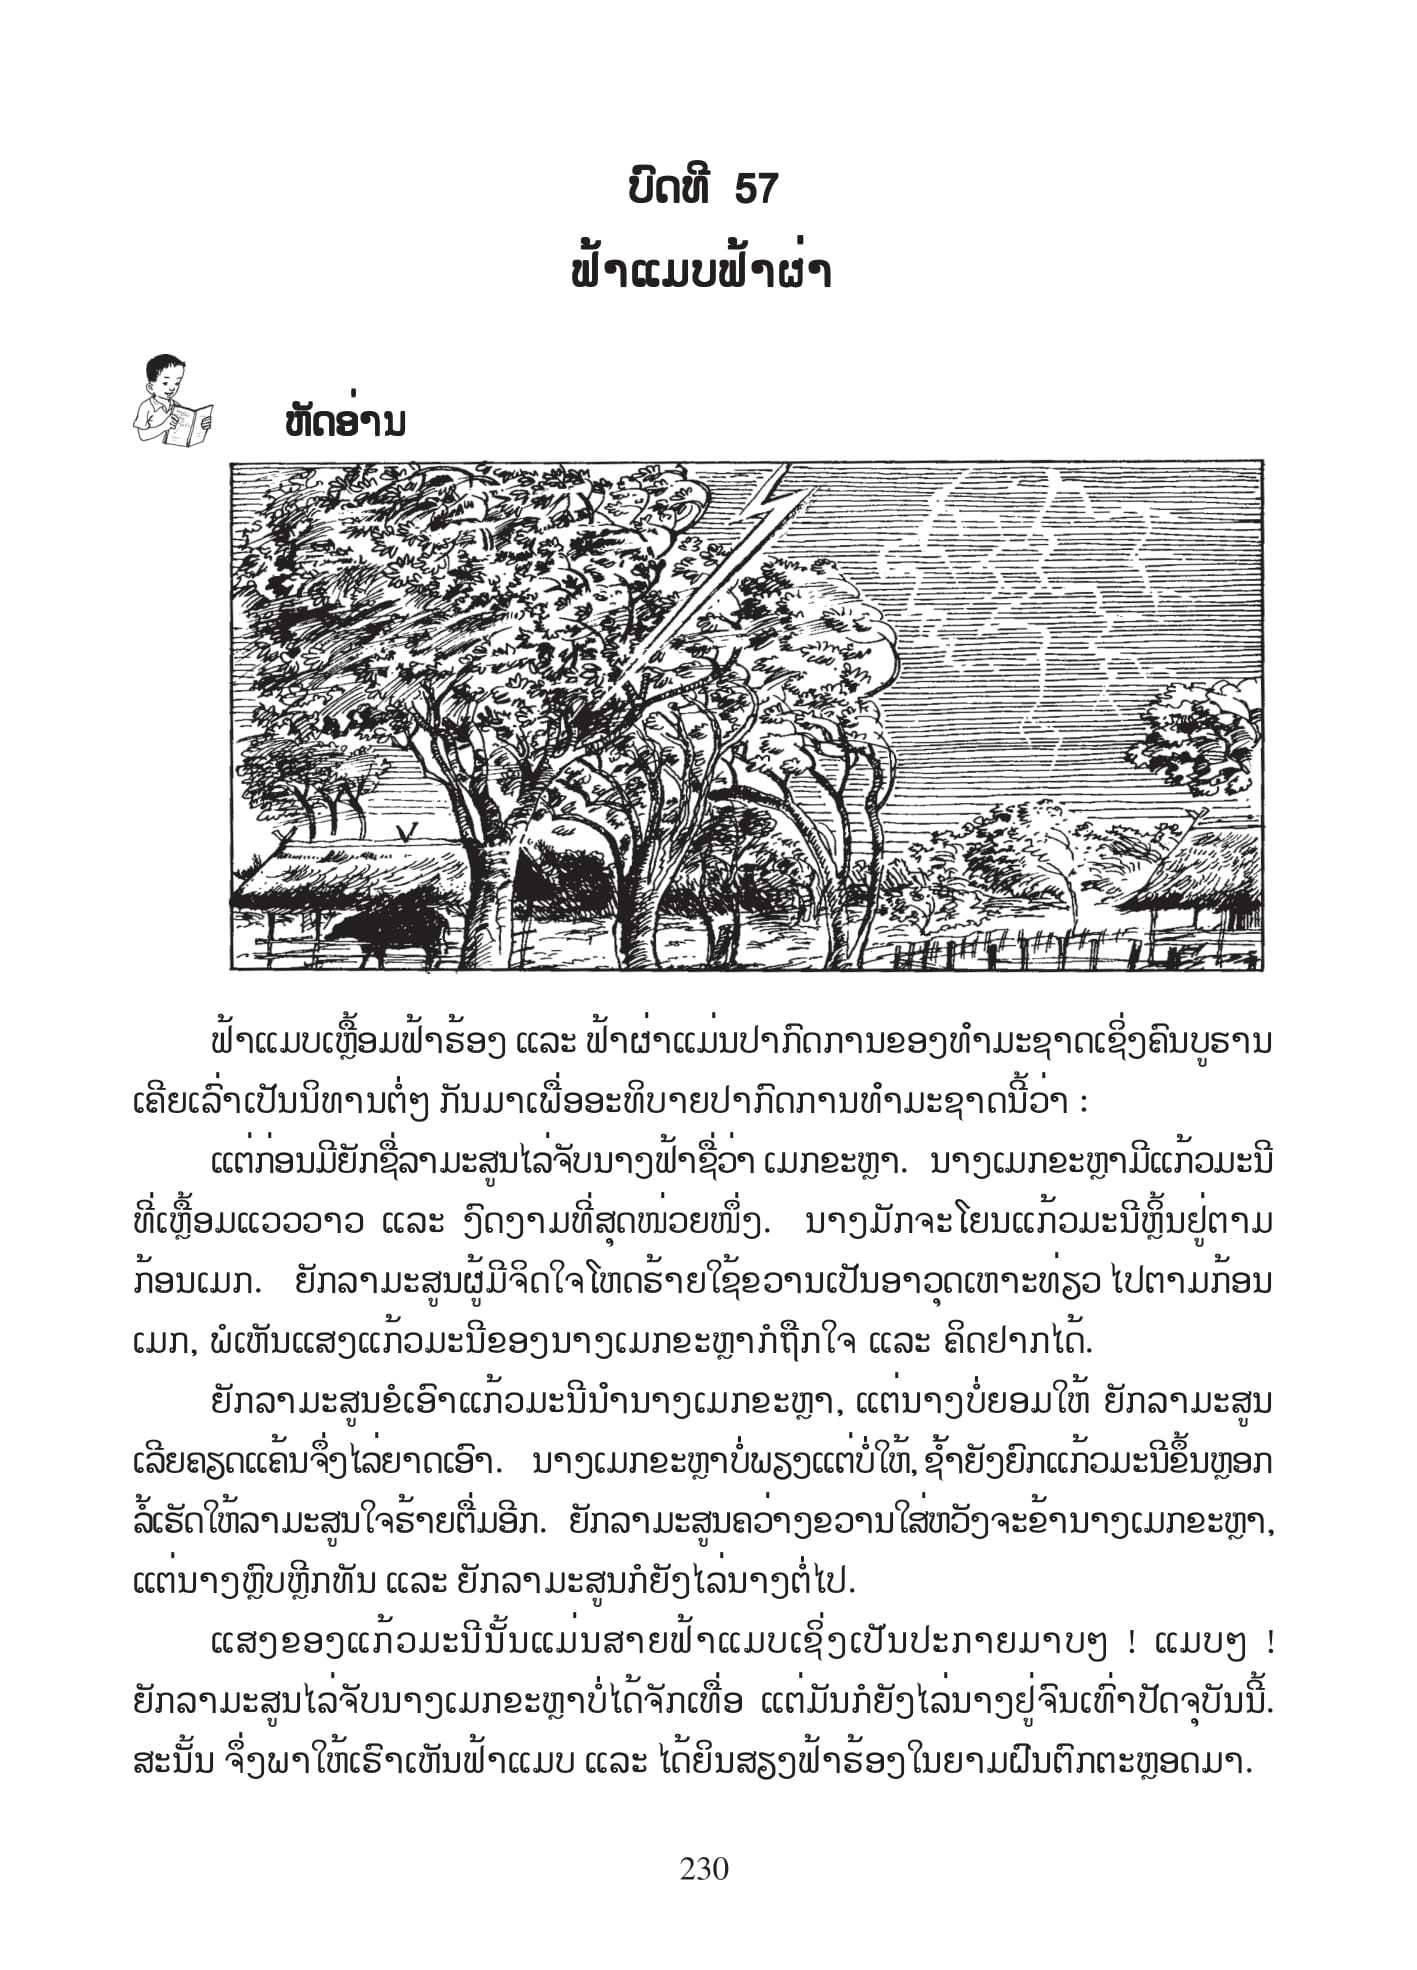 ບົດທີ 57
ຟ້າແມບຟ້າຜ່າ
ຫັດອ່ານ
ຟ້າແມບເຫຼື້ອມຟ້າຮ້ອງ ແລະ ຟ້າຜ່າແມ່ນປາກົດການຂອງທຳມະຊາດເຊິ່ງຄົນບູຮານ
ເຄີຍເລົ່າເປັນນິທານຕໍ່ໆ ກັນມາເພື່ອອະທິບາຍປາກົດການທຳມະຊາດນີ້ວ່າ :
ແຕ່ກ່ອນມີຍັກຊື່ລາມະສູນໄລ່ຈັບນາງຟ້າຊື່ວ່າ ເມກຂະຫຼາ. ນາງເມກຂະຫຼາມີແກ້ວມະນີ
ທີ່ເຫຼື້ອມແວວວາວ ແລະ ງົດງາມທີ່ສຸດໜ່ວຍໜຶ່ງ. ນາງມັກຈະໂຍນແກ້ວມະນີຫຼິ້ນຢູ່ຕາມ
ກ້ອນເມກ. ຍັກລາມະສູນຜູ້ມີຈິດໃຈໂຫດຮ້າຍໃຊ້ຂວານເປັນອາວຸດເຫາະທ່ຽວ ໄປຕາມກ້ອນ
ເມກ, ພໍເຫັນແສງແກ້ວມະນີຂອງນາງເມກຂະຫຼາກໍຖືກໃຈ ແລະ ຄິດຢາກໄດ້.
ຍັກລາມະສູນຂໍເອົາແກ້ວມະນີນຳນາງເມກຂະຫຼາ, ແຕ່ນາງບໍ່ຍອມໃຫ້ ຍັກລາມະສູນ
ເລີຍຄຽດແຄ້ນຈຶ່ງໄລ່ຍາດເອົາ. ນາງເມກຂະຫຼາບໍ່ພຽງແຕ່ບໍ່ໃຫ້, ຊ້ຳຍັງຍົກແກ້ວມະນີຂຶ້ນຫຼອກ
ລໍ້ເຮັດໃຫ້ລາມະສູນໃຈຮ້າຍຕື່ມອີກ. ຍັກລາມະສູນຄວ່າງຂວານໃສ່ຫວັງຈະຂ້ານາງເມກຂະຫຼາ,
ແຕ່ນາງຫຼົບຫຼີກທັນ ແລະ ຍັກລາມະສູນກໍຍັງໄລ່ນາງຕໍ່ໄປ.
ແສງຂອງແກ້ວມະນີນັ້ນແມ່ນສາຍຟ້າແມບເຊິ່ງເປັນປະກາຍມາບໆ ! ແມບໆ !
ຍັກລາມະສູນໄລ່ຈັບນາງເມກຂະຫຼາບໍ່ໄດ້ຈັກເທື່ອ ແຕ່ມັນກໍຍັງໄລ່ນາງຢູ່ຈົນເທົ່າປັດຈຸບັນນີ້.
ສະນັ້ນ ຈຶ່ງພາໃຫ້ເຮົາເຫັນຟ້າແມບ ແລະ ໄດ້ຍິນສຽງຟ້າຮ້ອງໃນຍາມຝົນຕົກຕະຫຼອດມາ.
230